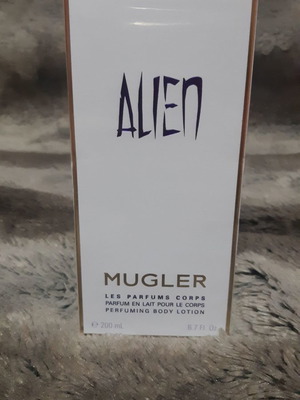 ALIEN
MUGLER
LES PARFUMS CORPS
PARFUM EN LAIT POUR LE CORPS
PERFUMING BODY LOTION
℮ 200 mL 6.7 Fl. Oz